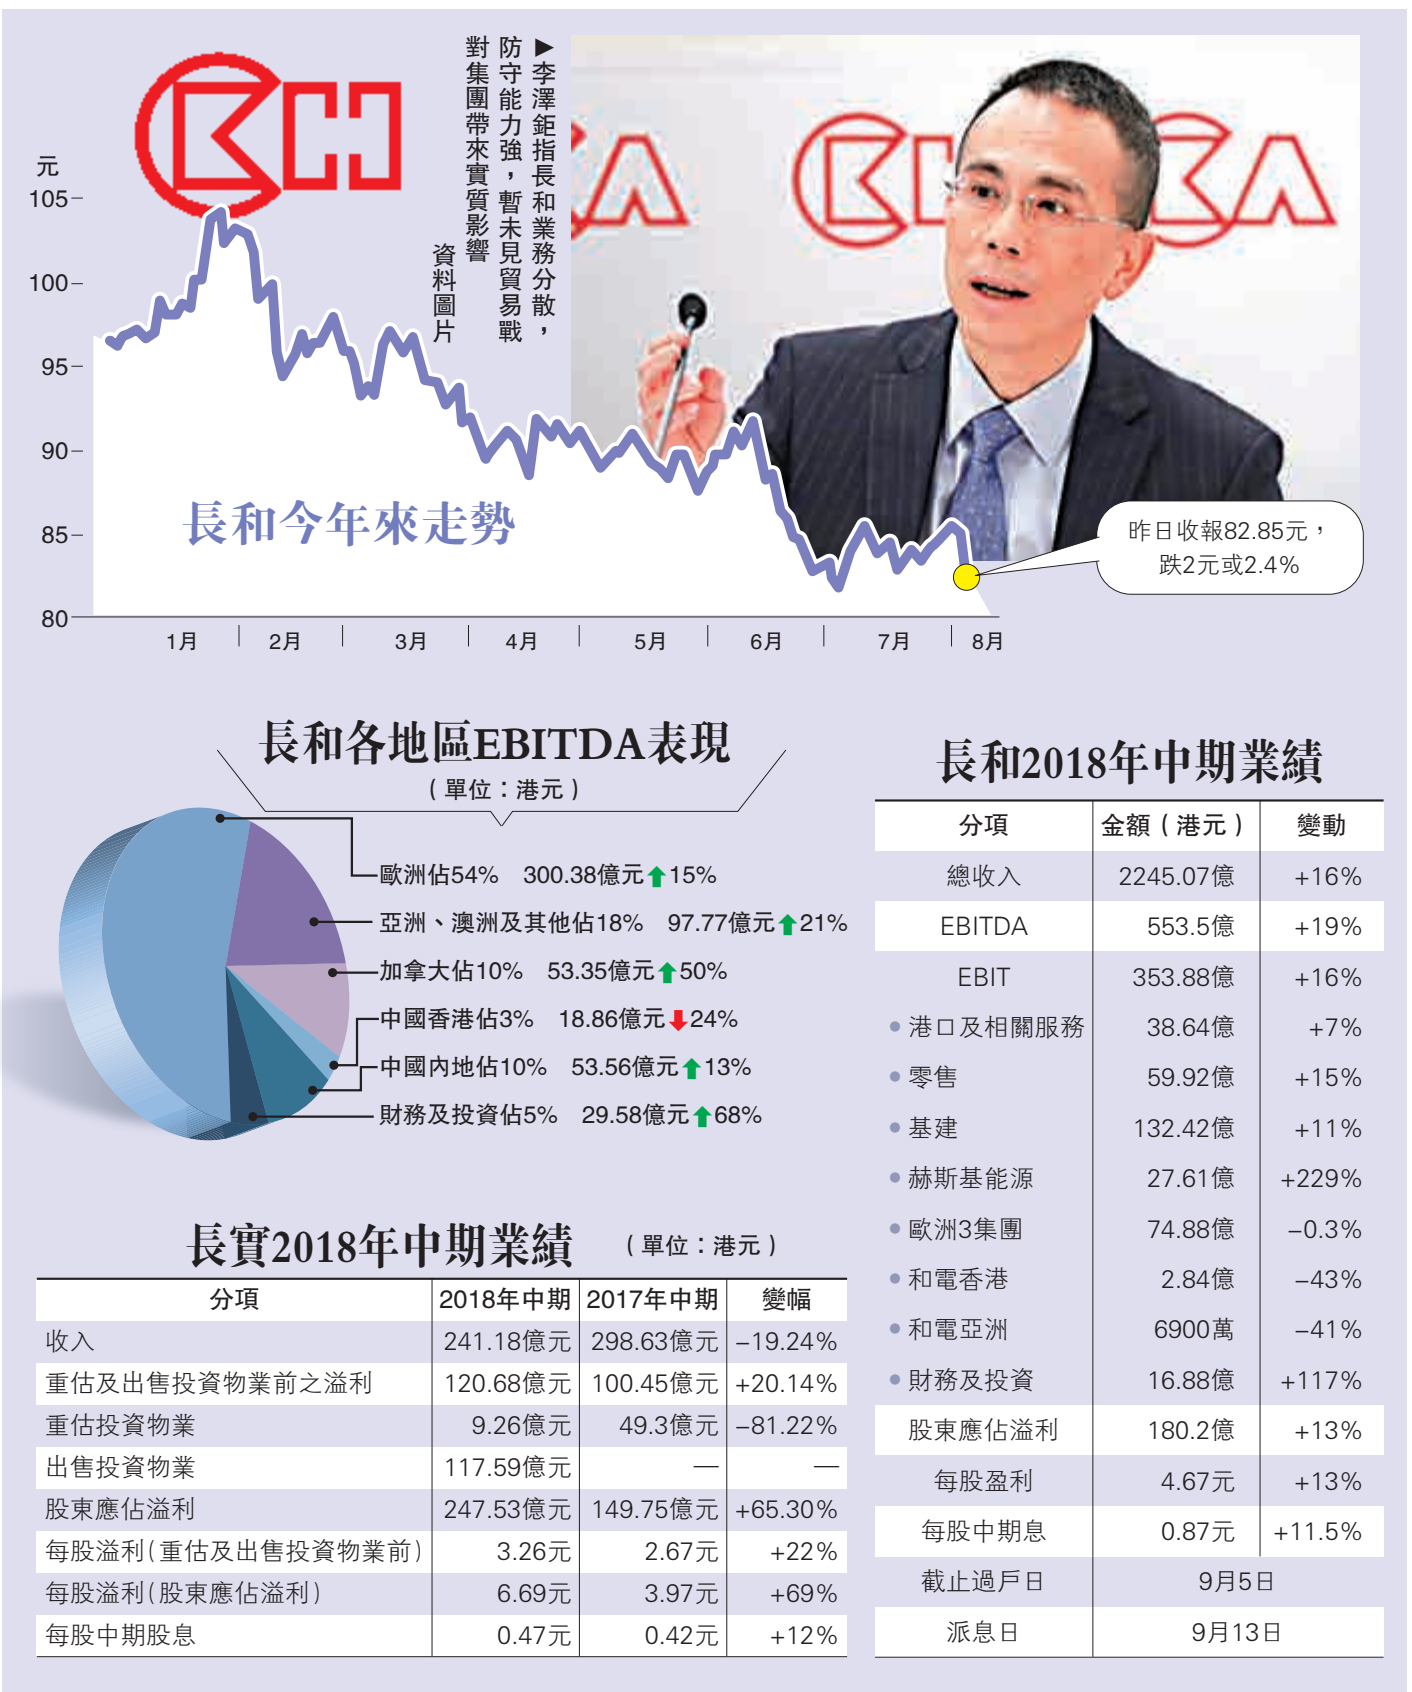 CKH
▶李澤鉅指長和業務分散，
防守能力強，暫未見貿易戰
對集團帶來實質影響
資料圖片
元
105
100
95
90
85
80
長和今年來走勢
昨日收報82.85元，
跌2元或2.4%
1月 2月 3月 4月 5月 6月 7月 8月
長和各地區EBITDA表現
（單位：港元）
歐洲佔54% 300.38億元 15%
亞洲、澳洲及其他佔18% 97.77億元 21%
加拿大佔10% 53.35億元 50%
中國香港佔3% 18.86億元 24%
中國內地佔10% 53.56億元 13%
財務及投資佔5% 29.58億元 68%
長實2018年中期業績 （單位：港元）
分項 2018年中期 2017年中期 變幅
收入 241.18億元 298.63億元 –19.24%
重估及出售投資物業前之溢利 120.68億元 100.45億元 +20.14%
重估投資物業 9.26億元 49.3億元 –81.22%
出售投資物業 117.59億元 — —
股東應佔溢利 247.53億元 149.75億元 +65.30%
每股溢利(重估及出售投資物業前) 3.26元 2.67元 +22%
每股溢利(股東應佔溢利) 6.69元 3.97元 +69%
每股中期股息 0.47元 0.42元 +12%
長和2018年中期業績
分項 金額（港元） 變動
總收入 2245.07億 +16%
EBITDA 553.5億 +19%
EBIT 353.88億 +16%
●港口及相關服務 38.64億 +7%
●零售 59.92億 +15%
●基建 132.42億 +11%
●赫斯基能源 27.61億 +229%
●歐洲3集團 74.88億 –0.3%
●和電香港 2.84億 –43%
●和電亞洲 6900萬 –41%
●財務及投資 16.88億 +117%
股東應佔溢利 180.2億 +13%
每股盈利 4.67元 +13%
每股中期息 0.87元 +11.5%
截止過戶日 9月5日
派息日 9月13日